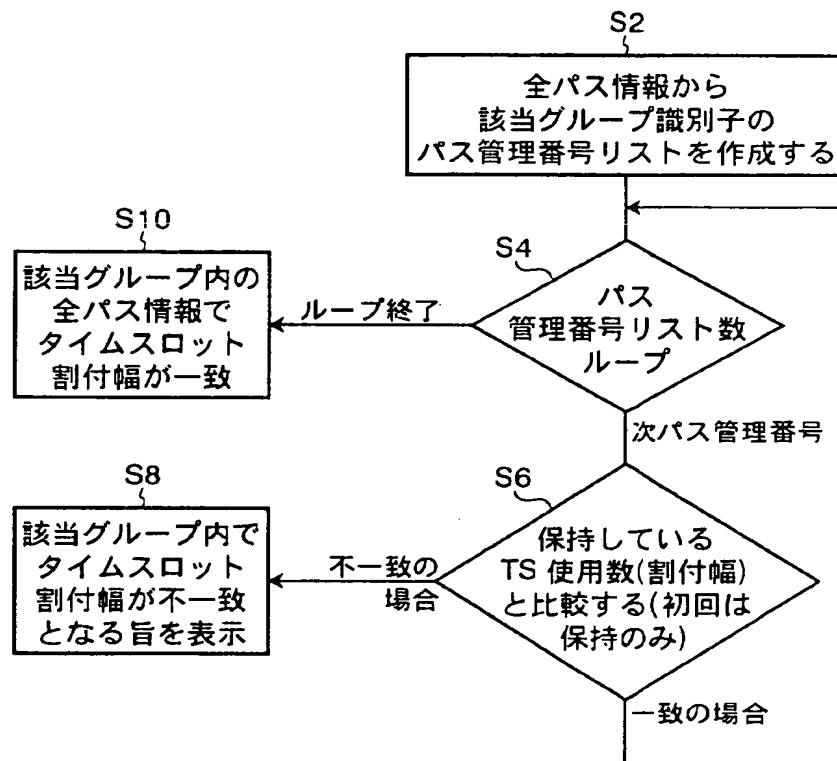 S2
全パス情報から
該当グループ識別子の
パス管理番号リストを作成する
S10
該当グループ内の
全パス情報で
タイムスロット
割付幅が一致
ループ終了
S4
パス
管理番号リスト数
ループ
次パス管理番号
S8
該当グループ内で
タイムスロット
割付幅が不一致
となる旨を表示
不一致の
場合
S6
保持している
TS 使用数(割付幅)
と比較する(初回は
保持のみ)
一致の場合